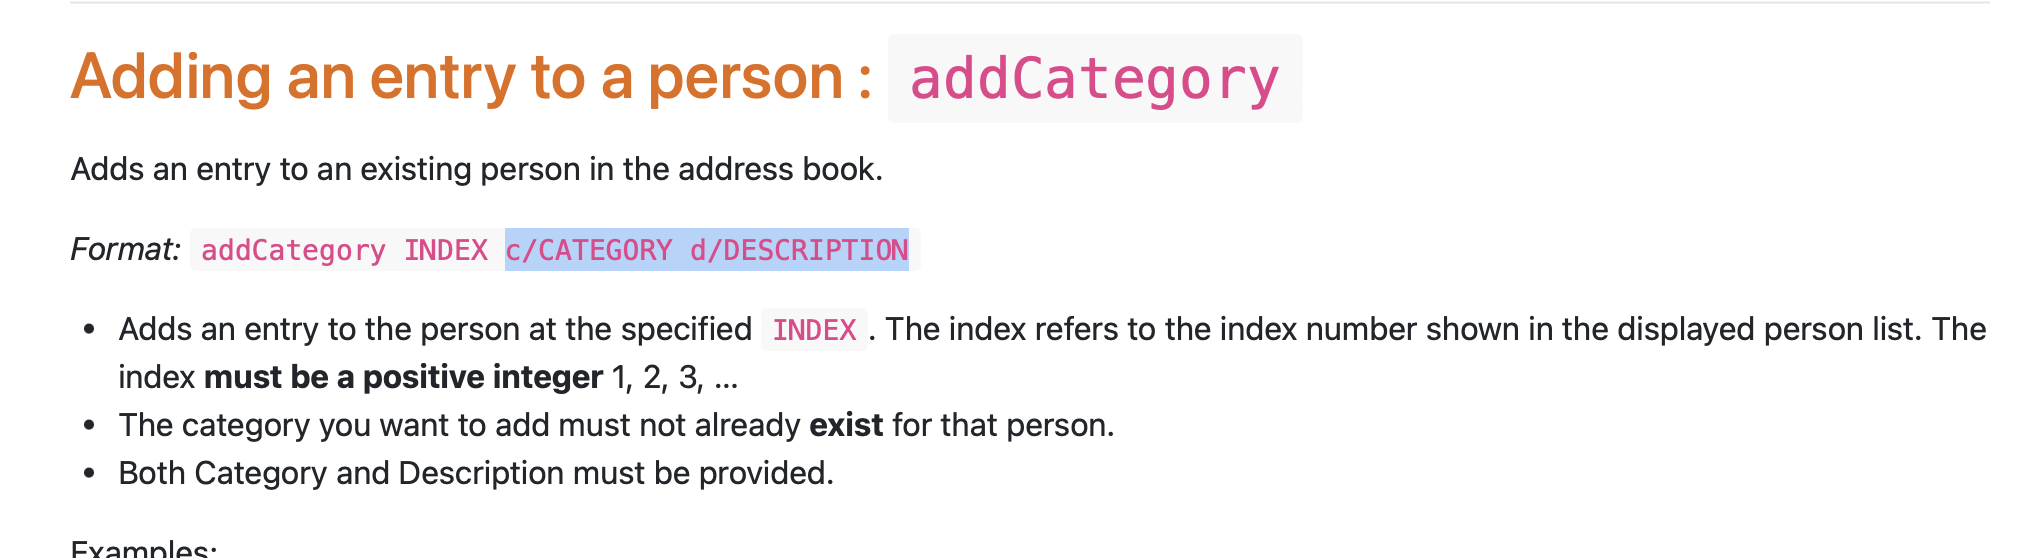 Adding an entry to a person : addCategory
Adds an entry to an existing person in the address book.
Format: addCategory INDEX c/CATEGORY d/DESCRIPTION
• Adds an entry to the person at the specified INDEX . The index refers to the index number shown in the displayed person list. The
index must be a positive integer 1, 2, 3, …
• The category you want to add must not already exist for that person.
• Both Category and Description must be provided.
Examples: